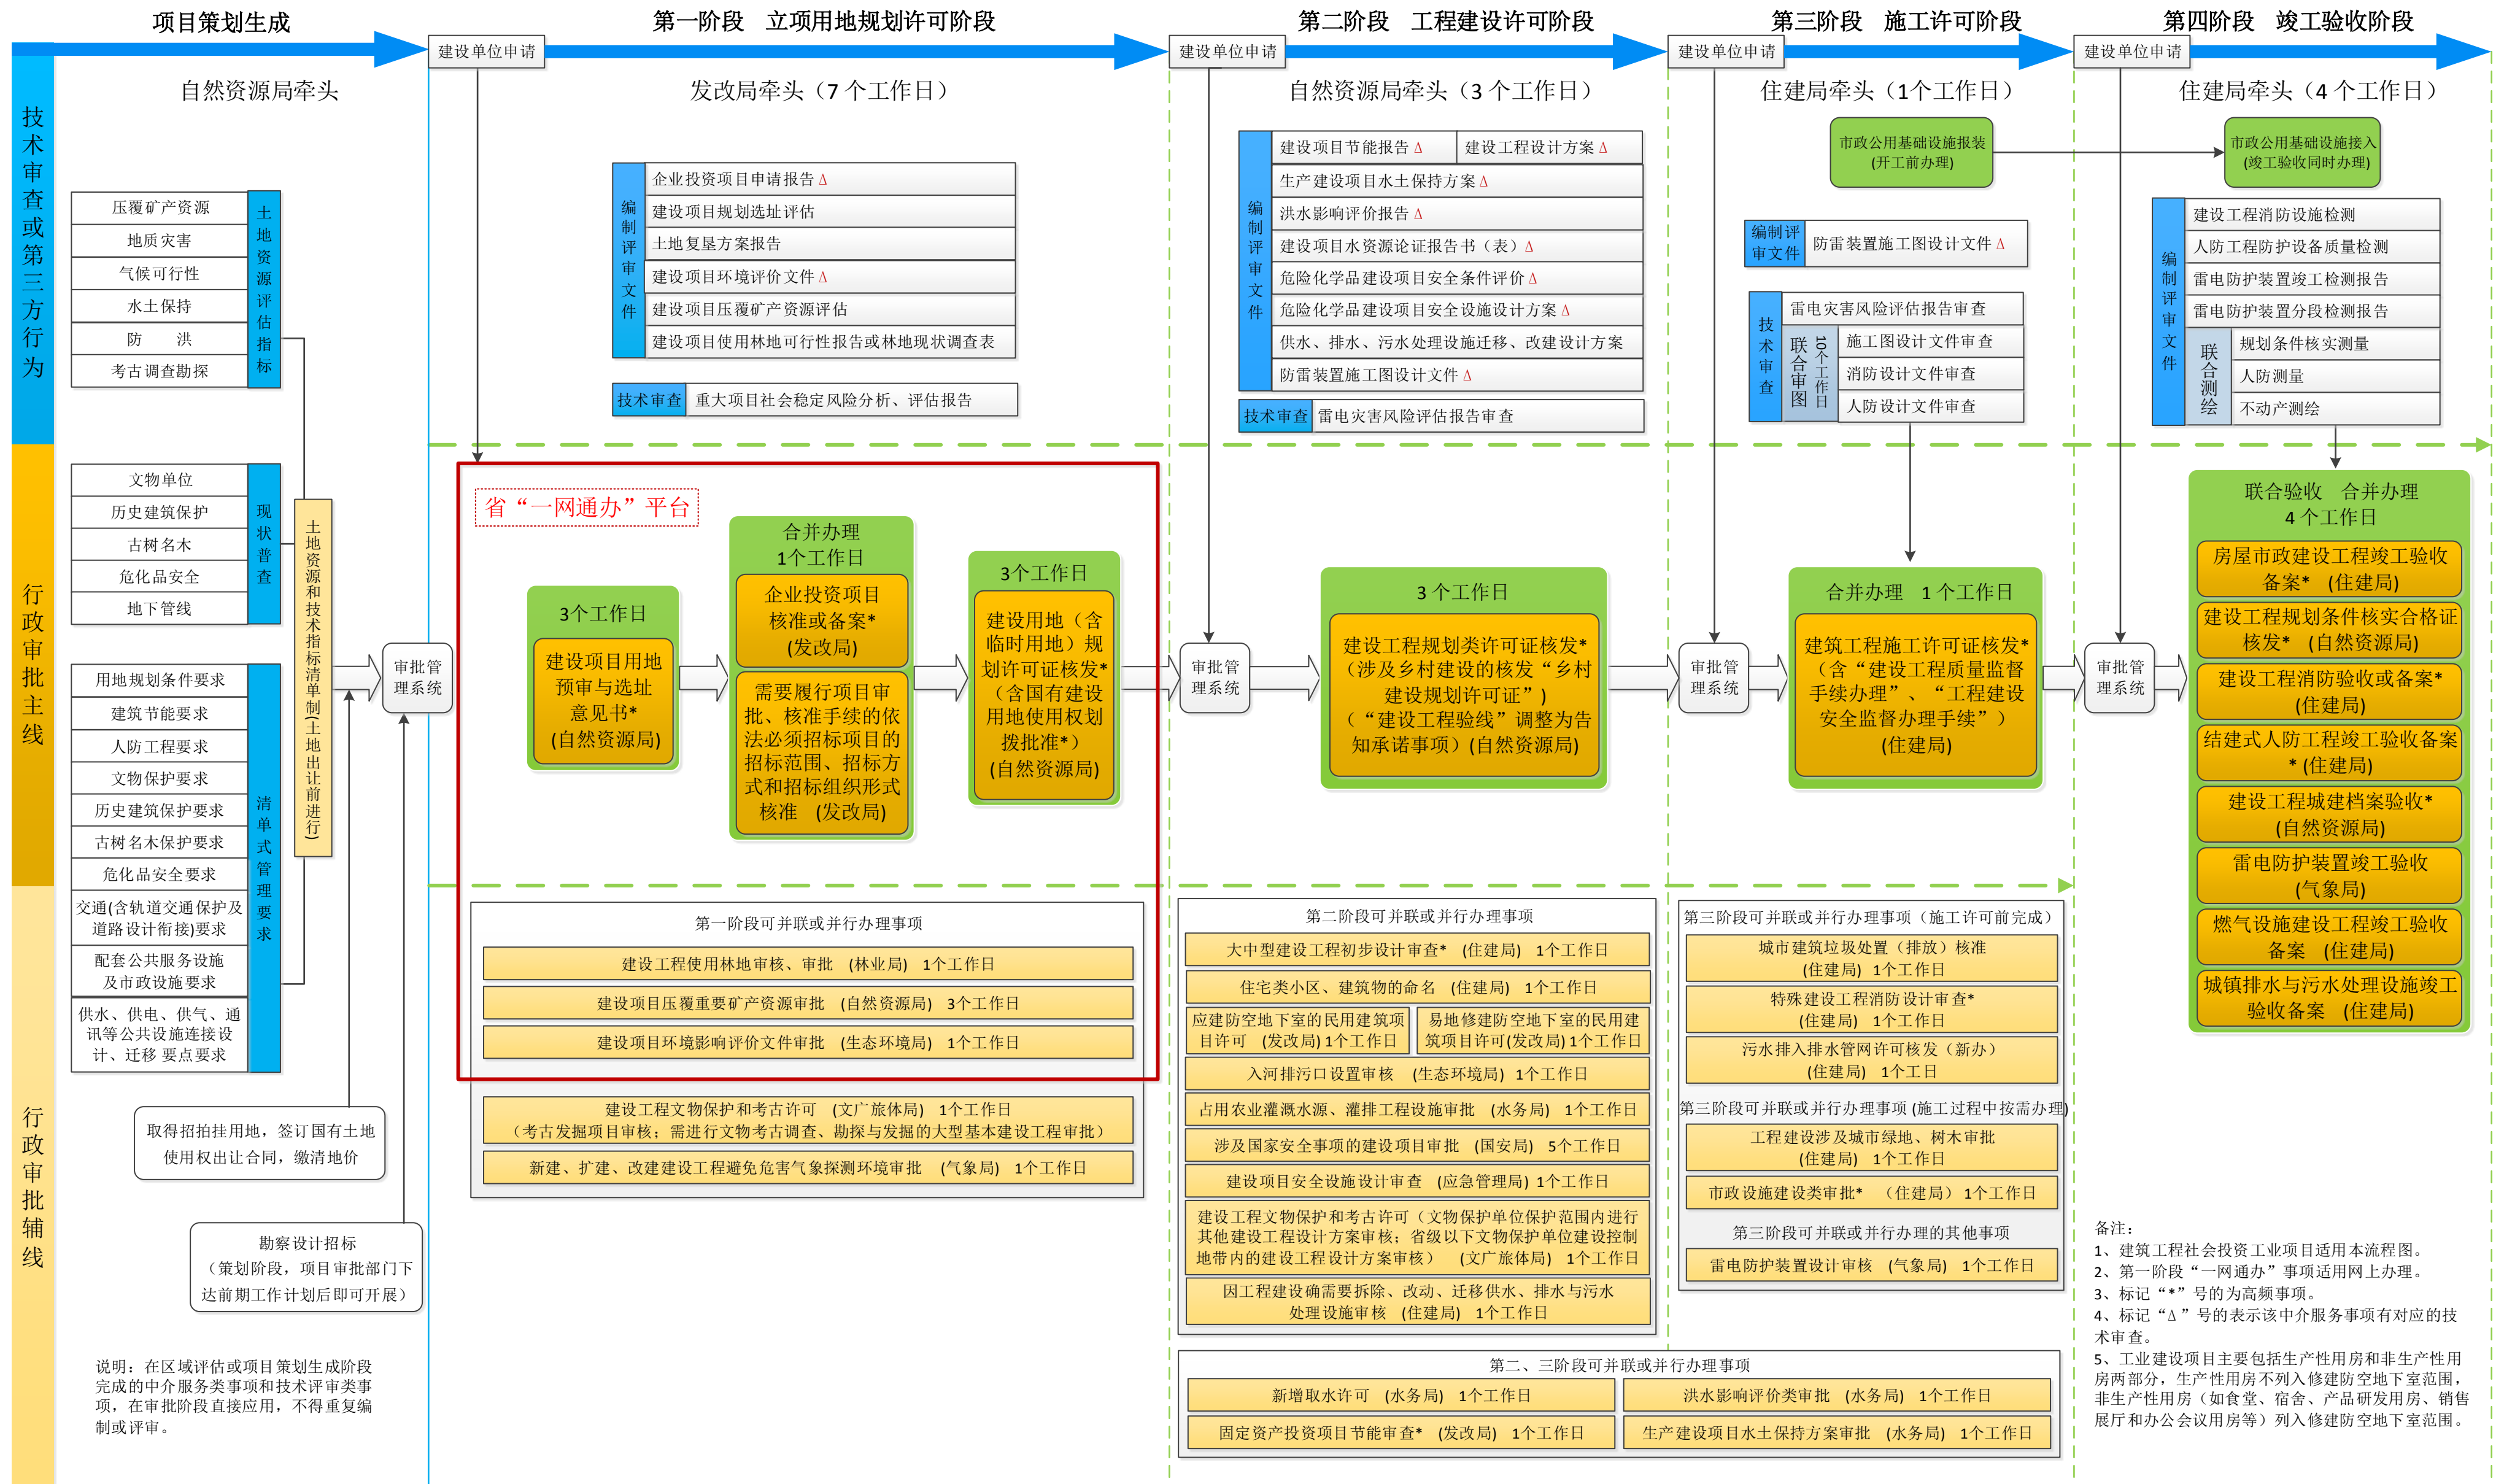 项目策划生成
第一阶段 立项用地规划许可阶段
第二阶段 工程建设许可阶段
第三阶段 施工许可阶段
第四阶段 竣工验收阶段
建设单位申请
建设单位申请
建设单位申请
建设单位申请
自然资源局牵头
发改局牵头（7 个工作日）
自然资源局牵头（3 个工作日）
住建局牵头（1个工作日）
住建局牵头（4 个工作日）
技术审查或第三方行为
行政审批主线
行政审批辅线
压覆矿产资源
地质灾害
气候可行性
水土保持
防 洪
考古调查勘探
土地资源评估指标
文物单位
历史建筑保护
古树名木
危化品安全
地下管线
现状普查
用地规划条件要求
建筑节能要求
人防工程要求
文物保护要求
历史建筑保护要求
古树名木保护要求
危化品安全要求
交通(含轨道交通保护及
道路设计衔接)要求
配套公共服务设施
及市政设施要求
供水、供电、供气、通
讯等公共设施连接设
计、迁移 要点要求
清单式管理要求
土地资源和技术指标清单制(土地出让前进行)
取得招拍挂用地，签订国有土地
使用权出让合同，缴清地价
勘察设计招标
（策划阶段，项目审批部门下
达前期工作计划后即可开展）
说明：在区域评估或项目策划生成阶段
完成的中介服务类事项和技术评审类事
项，在审批阶段直接应用，不得重复编
制或评审。
审批管
理系统
编制评审文件
企业投资项目申请报告 Δ
建设项目规划选址评估
土地复垦方案报告
建设项目环境评价文件 Δ
建设项目压覆矿产资源评估
建设项目使用林地可行性报告或林地现状调查表
技术审查
重大项目社会稳定风险分析、评估报告
省“一网通办”平台
3个工作日
建设项目用地
预审与选址
意见书*
(自然资源局)
合并办理
1个工作日
企业投资项目
核准或备案*
(发改局)
需要履行项目审
批、核准手续的依
法必须招标项目的
招标范围、招标方
式和招标组织形式
核准 (发改局)
3个工作日
建设用地（含
临时用地）规
划许可证核发*
（含国有建设
用地使用权划
拨批准*）
(自然资源局)
第一阶段可并联或并行办理事项
建设工程使用林地审核、审批 (林业局) 1个工作日
建设项目压覆重要矿产资源审批 (自然资源局) 3个工作日
建设项目环境影响评价文件审批 (生态环境局) 1个工作日
建设工程文物保护和考古许可 (文广旅体局) 1个工作日
（考古发掘项目审核；需进行文物考古调查、勘探与发掘的大型基本建设工程审批）
新建、扩建、改建建设工程避免危害气象探测环境审批 (气象局) 1个工作日
编制评审文件
建设项目节能报告 Δ
建设工程设计方案 Δ
生产建设项目水土保持方案 Δ
洪水影响评价报告 Δ
建设项目水资源论证报告书（表）Δ
危险化学品建设项目安全条件评价 Δ
危险化学品建设项目安全设施设计方案 Δ
供水、排水、污水处理设施迁移、改建设计方案
防雷装置施工图设计文件 Δ
技术审查
雷电灾害风险评估报告审查
审批管
理系统
3 个工作日
建设工程规划类许可证核发*
（涉及乡村建设的核发“乡村
建设规划许可证”)
（“建设工程验线”调整为告
知承诺事项）(自然资源局)
第二阶段可并联或并行办理事项
大中型建设工程初步设计审查* (住建局) 1个工作日
住宅类小区、建筑物的命名 (住建局) 1个工作日
应建防空地下室的民用建筑项
目许可 (发改局) 1个工作日
易地修建防空地下室的民用建
筑项目许可(发改局) 1个工作日
入河排污口设置审核 (生态环境局) 1个工作日
占用农业灌溉水源、灌排工程设施审批 (水务局) 1个工作日
涉及国家安全事项的建设项目审批 (国安局) 5个工作日
建设项目安全设施设计审查 (应急管理局) 1个工作日
建设工程文物保护和考古许可（文物保护单位保护范围内进行
其他建设工程设计方案审核；省级以下文物保护单位建设控制
地带内的建设工程设计方案审核） (文广旅体局) 1个工作日
因工程建设确需要拆除、改动、迁移供水、排水与污水
处理设施审核 (住建局) 1个工作日
第二、三阶段可并联或并行办理事项
新增取水许可 (水务局) 1个工作日
洪水影响评价类审批 (水务局) 1个工作日
固定资产投资项目节能审查* (发改局) 1个工作日
生产建设项目水土保持方案审批 (水务局) 1个工作日
市政公用基础设施报装
(开工前办理)
编制评
审文件
防雷装置施工图设计文件 Δ
技术审查
雷电灾害风险评估报告审查
联合审图
10个工作日
施工图设计文件审查
消防设计文件审查
人防设计文件审查
审批管
理系统
合并办理 1 个工作日
建筑工程施工许可证核发*
（含“建设工程质量监督
手续办理”、“工程建设
安全监督办理手续”）
(住建局)
第三阶段可并联或并行办理事项（施工许可前完成）
城市建筑垃圾处置（排放）核准
(住建局) 1个工作日
特殊建设工程消防设计审查*
(住建局) 1个工作日
污水排入排水管网许可核发（新办）
(住建局) 1个工日
第三阶段可并联或并行办理事项 (施工过程中按需办理)
工程建设涉及城市绿地、树木审批
(住建局) 1个工作日
市政设施建设类审批* （住建局） 1个工作日
第三阶段可并联或并行办理的其他事项
雷电防护装置设计审核 (气象局) 1个工作日
市政公用基础设施接入
(竣工验收同时办理)
编制评审文件
建设工程消防设施检测
人防工程防护设备质量检测
雷电防护装置竣工检测报告
雷电防护装置分段检测报告
联合测绘
规划条件核实测量
人防测量
不动产测绘
审批管
理系统
联合验收 合并办理
4 个工作日
房屋市政建设工程竣工验收
备案* (住建局)
建设工程规划条件核实合格证
核发* (自然资源局)
建设工程消防验收或备案*
(住建局)
结建式人防工程竣工验收备案
* (住建局)
建设工程城建档案验收*
(自然资源局)
雷电防护装置竣工验收
(气象局)
燃气设施建设工程竣工验收
备案 (住建局)
城镇排水与污水处理设施竣工
验收备案 (住建局)
备注：
1、建筑工程社会投资工业项目适用本流程图。
2、第一阶段“一网通办”事项适用网上办理。
3、标记“*”号的为高频事项。
4、标记“Δ”号的表示该中介服务事项有对应的技
术审查。
5、工业建设项目主要包括生产性用房和非生产性用
房两部分，生产性用房不列入修建防空地下室范围，
非生产性用房（如食堂、宿舍、产品研发用房、销售
展厅和办公会议用房等）列入修建防空地下室范围。